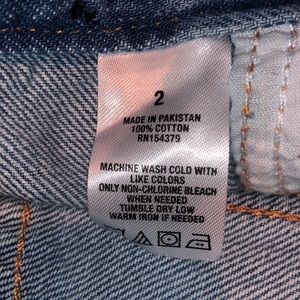 2
MADE IN PAKISTAN
100% COTTON
RN154379
MACHINE WASH COLD WITH
LIKE COLORS
ONLY NON-CHLORINE BLEACH
WHEN NEEDED
TUMBLE DRY LOW
WARM IRON IF NEEDED